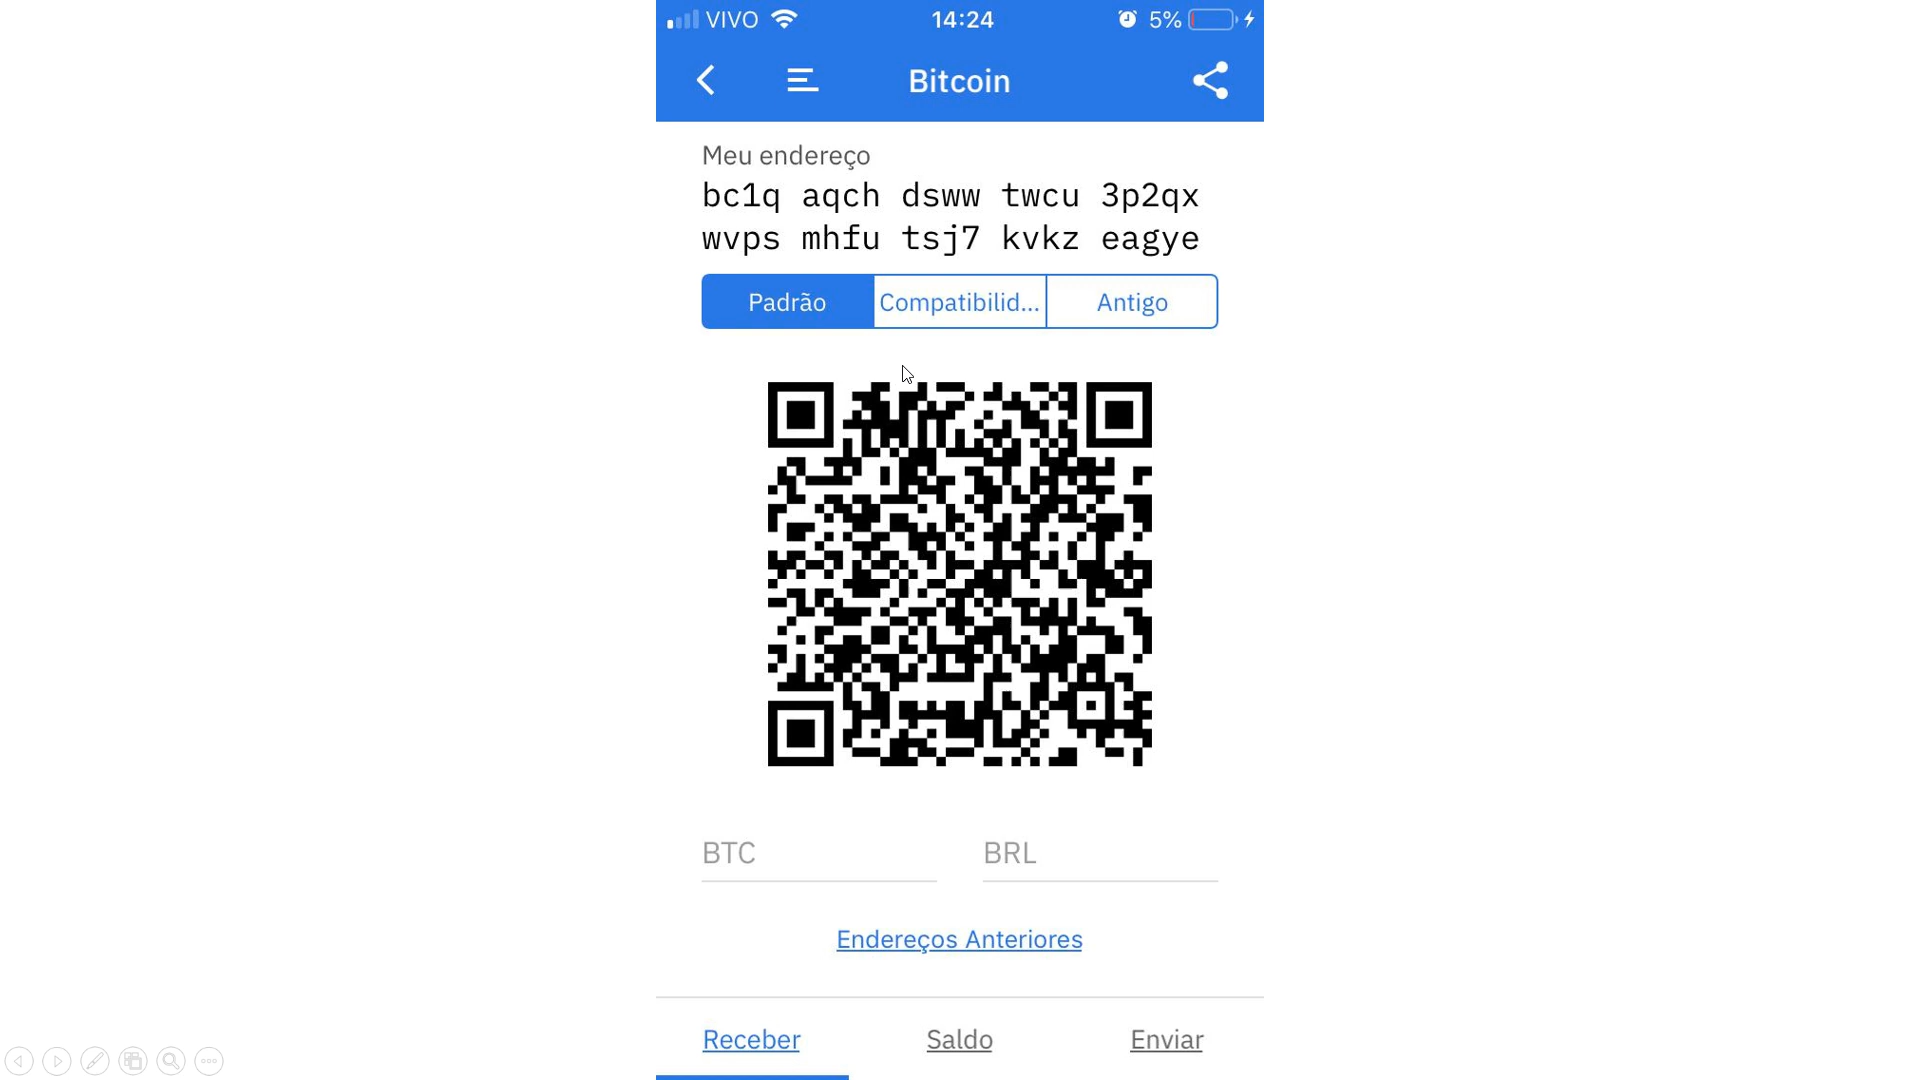 VIVO 14:24 5%
Bitcoin
Meu endereço
bc1q aqch dsww twcu 3p2qx
wvps mhfu tsj7 kvkz eagye
Padrão Compatibilid... Antigo
BTC BRL
Endereços Anteriores
Receber Saldo Enviar